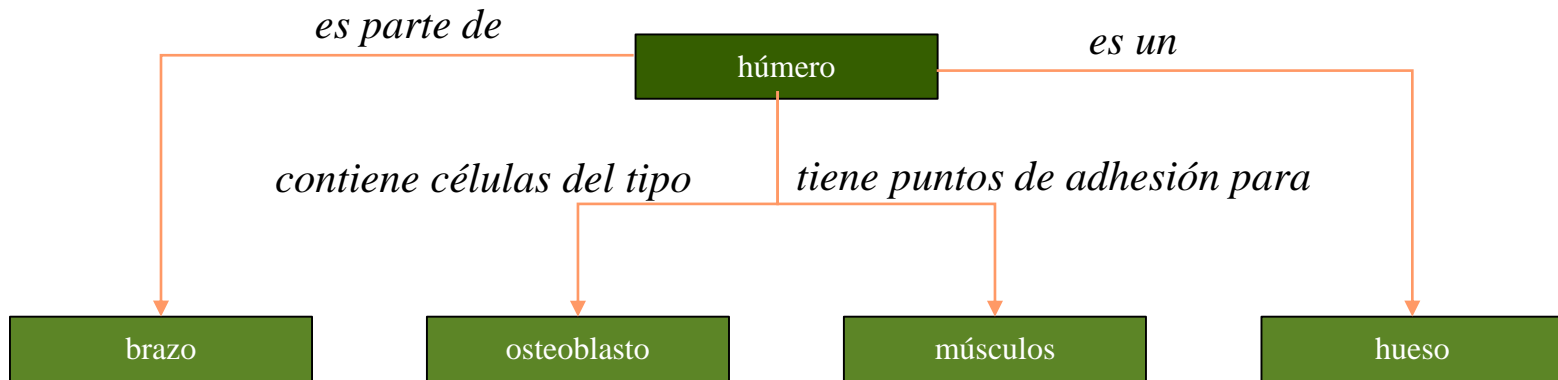 es parte de
es un
húmero
contiene células del tipo
tiene puntos de adhesión para
brazo
osteoblasto
músculos
hueso